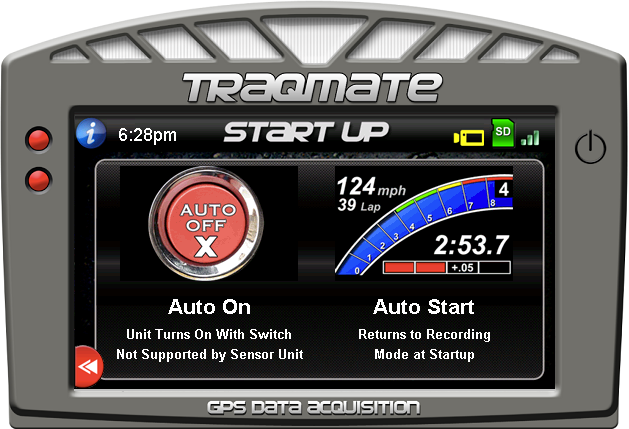 TRAQMATE
6:28pm
START UP
SD
AUTO
OFF
X
124 mph
39 Lap
4
0 1 2 3 4 5 6 7 8
2:53.7
+.05
Auto On
Unit Turns On With Switch
Not Supported by Sensor Unit
Auto Start
Returns to Recording
Mode at Startup
GPS DATA ACQUISITION